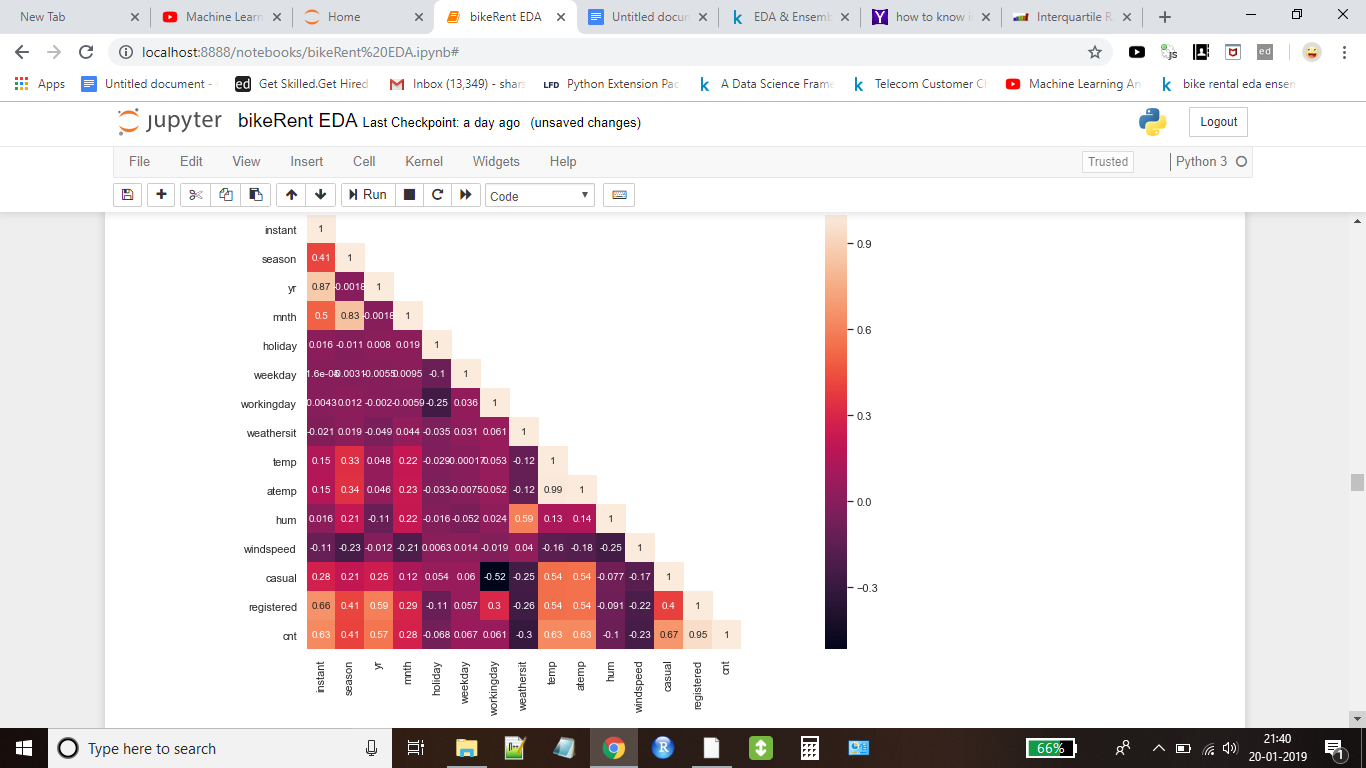 New Tab Machine Learn Home bikeRent EDA Untitled docun EDA & Ensemb how to know i Interquartile R
localhost:8888/notebooks/bikeRent%20EDA.ipynb#
Apps Untitled document - Get Skilled.Get Hired Inbox (13,349) - shars LFD Python Extension Pac A Data Science Frame Telecom Customer Ch Machine Learning An bike rental eda ensen
jupyter bikeRent EDA Last Checkpoint: a day ago (unsaved changes) Logout
File Edit View Insert Cell Kernel Widgets Help Trusted Python 3
Run Code
instant 1
season 0.41 1 0.9
yr 0.87 -0.0018 1
mnth 0.5 0.83 -0.0018 1 0.6
holiday 0.016 -0.011 0.008 0.019 1
weekday -0.0031 -0.0055 0.0095 -0.1 1
workingday 0.012 -0.002 -0.0059 -0.25 0.036 1 0.3
weathersit -0.021 0.019 -0.049 0.044 -0.035 0.031 0.061 1
temp 0.15 0.33 0.048 0.22 -0.029 -0.00017 0.053 -0.12 1
atemp 0.15 0.34 0.046 0.23 -0.033 -0.0075 0.052 -0.12 0.99 1 0.0
hum 0.016 0.21 -0.11 0.22 -0.016 -0.052 0.024 0.59 0.13 0.14 1
windspeed -0.11 -0.23 -0.012 -0.21 0.0063 0.014 -0.019 0.04 -0.16 -0.18 -0.25 1
casual 0.28 0.21 0.25 0.12 0.054 0.06 -0.52 -0.25 0.54 0.54 -0.077 -0.17 1 -0.3
registered 0.66 0.41 0.59 0.29 -0.11 0.057 0.3 -0.26 0.54 0.54 -0.091 -0.22 0.4 1
cnt 0.63 0.41 0.57 0.28 -0.068 0.067 0.061 -0.3 0.63 0.63 -0.1 -0.23 0.67 0.95 1
instant season yr mnth holiday weekday workingday weathersit temp atemp hum windspeed casual registered cnt
Type here to search 66% 21:40
20-01-2019